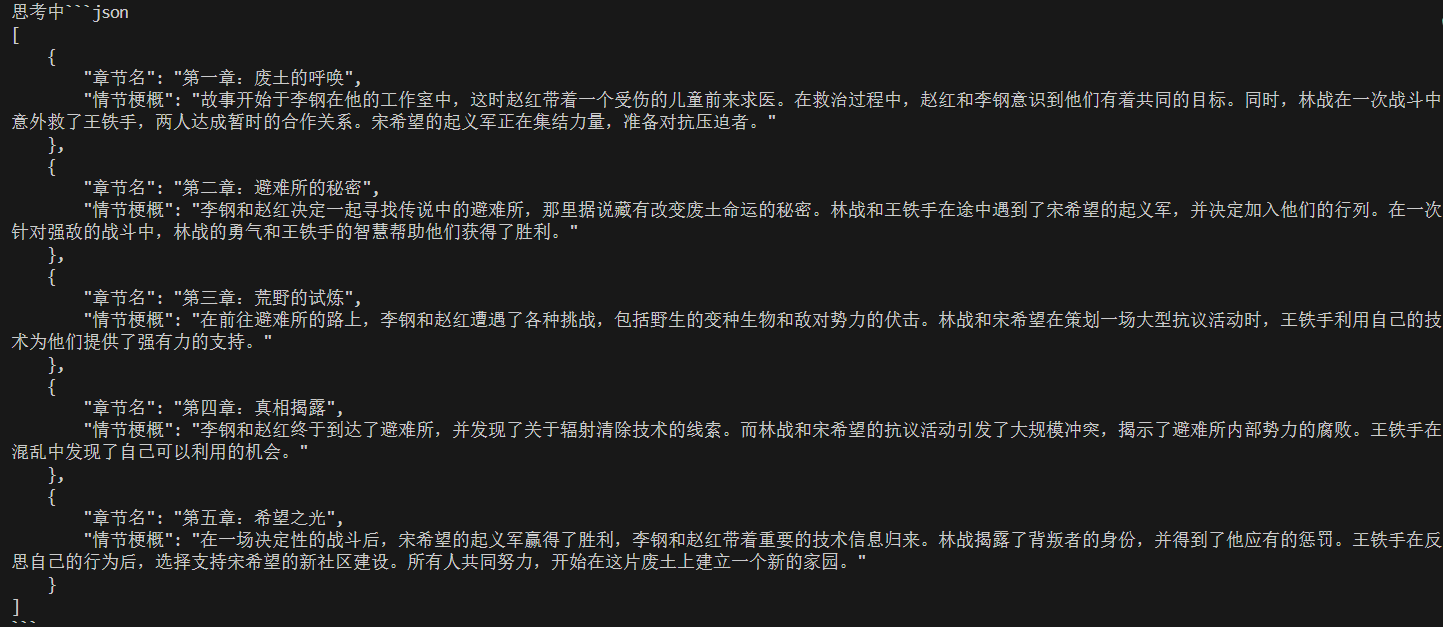 思考中```json
[
    {
        "章节名": "第一章：废土的呼唤",
        "情节梗概": "故事开始于李钢在他的工作室中，这时赵红带着一个受伤的儿童前来求医。在救治过程中，赵红和李钢意识到他们有着共同的目标。同时，林战在一次战斗中
意外救了王铁手，两人达成暂时的合作关系。宋希望的起义军正在集结力量，准备对抗压迫者。"
    },
    {
        "章节名": "第二章：避难所的秘密",
        "情节梗概": "李钢和赵红决定一起寻找传说中的避难所，那里据说藏有改变废土命运的秘密。林战和王铁手在途中遇到了宋希望的起义军，并决定加入他们的行列。在一次
针对强敌的战斗中，林战的勇气和王铁手的智慧帮助他们获得了胜利。"
    },
    {
        "章节名": "第三章：荒野的试炼",
        "情节梗概": "在前往避难所的路上，李钢和赵红遭遇了各种挑战，包括野生的变种生物和敌对势力的伏击。林战和宋希望在策划一场大型抗议活动时，王铁手利用自己的技
术为他们提供了强有力的支持。"
    },
    {
        "章节名": "第四章：真相揭露",
        "情节梗概": "李钢和赵红终于到达了避难所，并发现了关于辐射清除技术的线索。而林战和宋希望的抗议活动引发了大规模冲突，揭示了避难所内部势力的腐败。王铁手在
混乱中发现了自己可以利用的机会。"
    },
    {
        "章节名": "第五章：希望之光",
        "情节梗概": "在一场决定性的战斗后，宋希望的起义军赢得了胜利，李钢和赵红带着重要的技术信息归来。林战揭露了背叛者的身份，并得到了他应有的惩罚。王铁手在反
思自己的行为后，选择支持宋希望的新社区建设。所有人共同努力，开始在这片废土上建立一个新的家园。"
    }
]
```